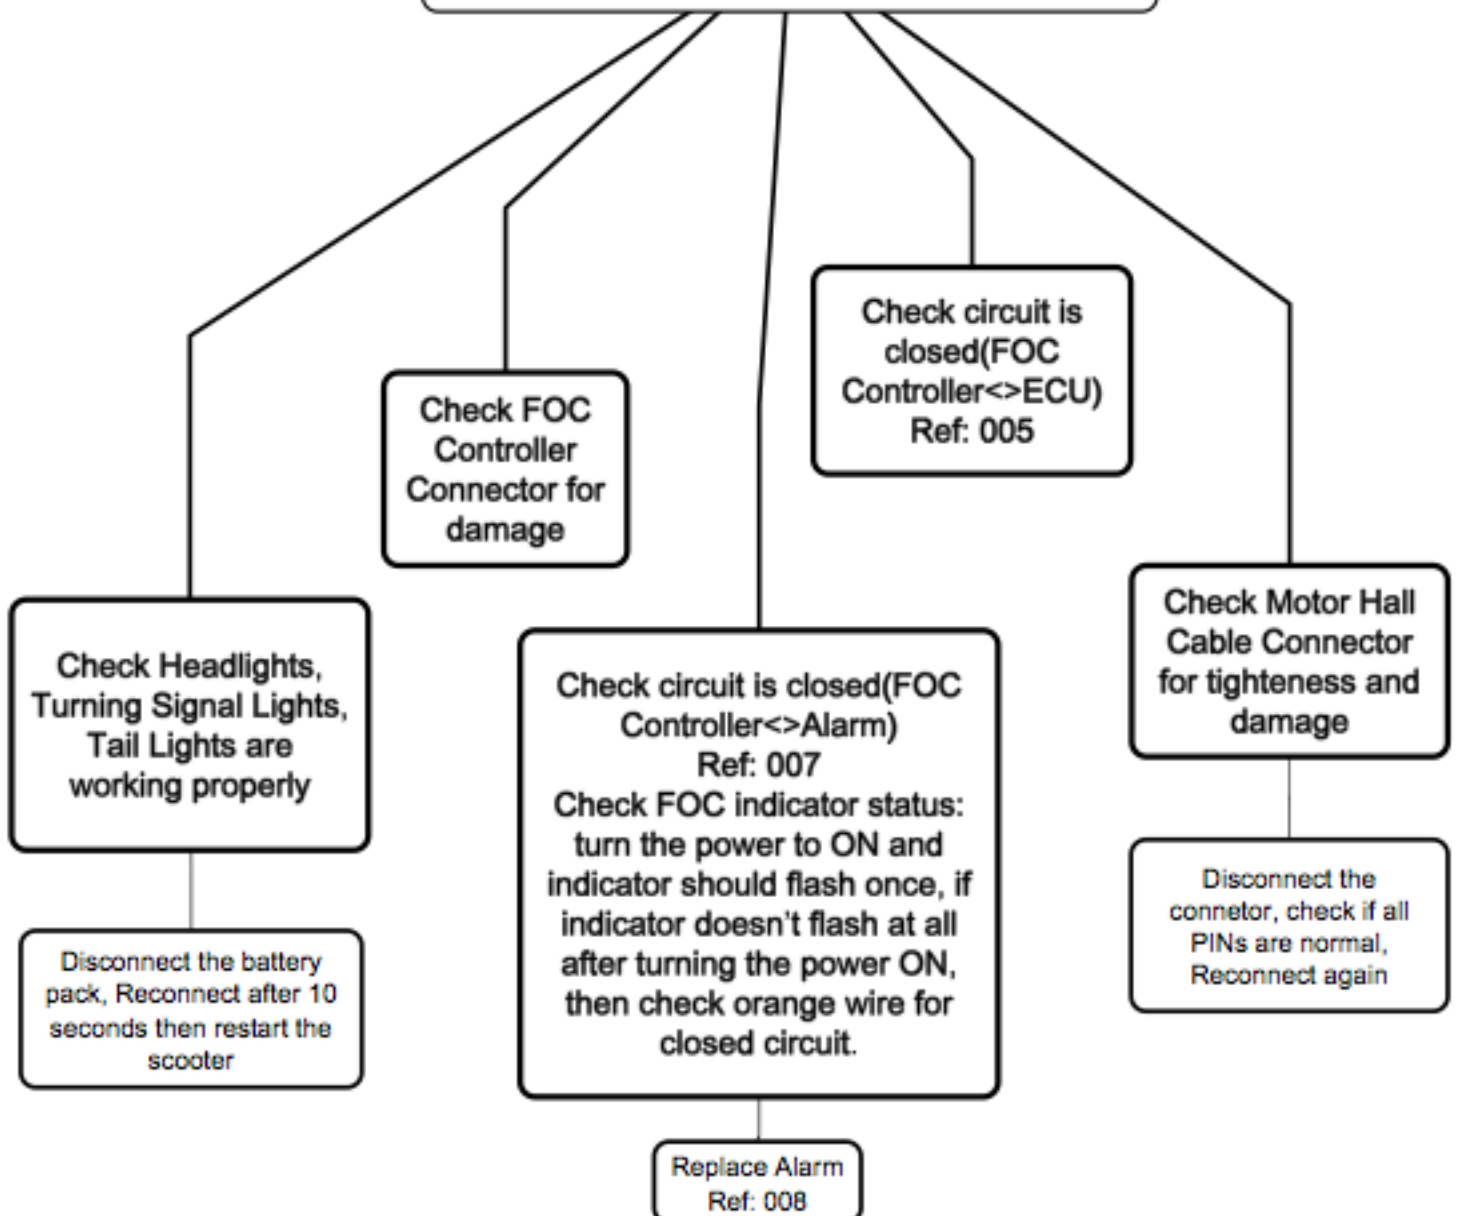 Check circuit is
closed(FOC
Controller<>ECU)
Ref: 005
Check FOC
Controller
Connector for
damage
Check Motor Hall
Cable Connector
for tighteness and
damage
Check Headlights,
Turning Signal Lights,
Tail Lights are
working properly
Check circuit is closed(FOC
Controller<>Alarm)
Ref: 007
Check FOC indicator status:
turn the power to ON and
indicator should flash once, if
indicator doesn't flash at all
after turning the power ON,
then check orange wire for
closed circuit.
Disconnect the
connetor, check if all
PINs are normal,
Reconnect again
Disconnect the battery
pack, Reconnect after 10
seconds then restart the
scooter
Replace Alarm
Ref: 008